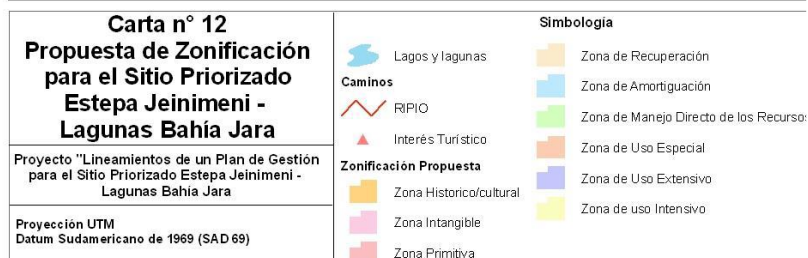 Carta n° 12
Propuesta de Zonificación
para el Sitio Priorizado
Estepa Jeinimeni -
Lagunas Bahía Jara
Proyecto "Lineamientos de un Plan de Gestión
para el Sitio Priorizado Estepa Jeinimeni -
Lagunas Bahía Jara
Proyección UTM
Datum Sudamericano de 1969 (SAD 69)
Simbología
Lagos y lagunas
Caminos
RIPIO
Interés Turístico
Zonificación Propuesta
Zona Historico/cultural
Zona Intangible
Zona Primitiva
Zona de Recuperación
Zona de Amortiguación
Zona de Manejo Directo de los Recursos
Zona de Uso Especial
Zona de Uso Extensivo
Zona de uso Intensivo